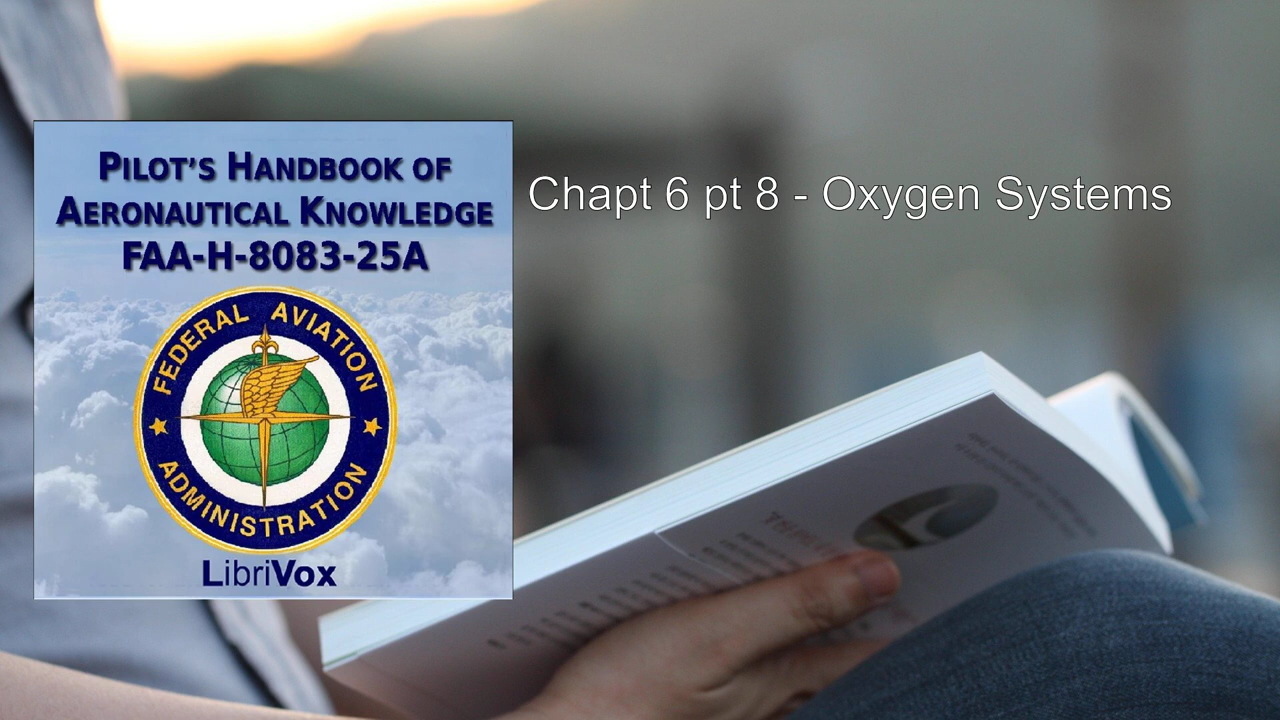 PILOT'S HANDBOOK OF
AERONAUTICAL KNOWLEDGE
FAA-H-8083-25A
FEDERAL AVIATION
ADMINISTRATION
LibriVox
Chapt 6 pt 8 - Oxygen Systems